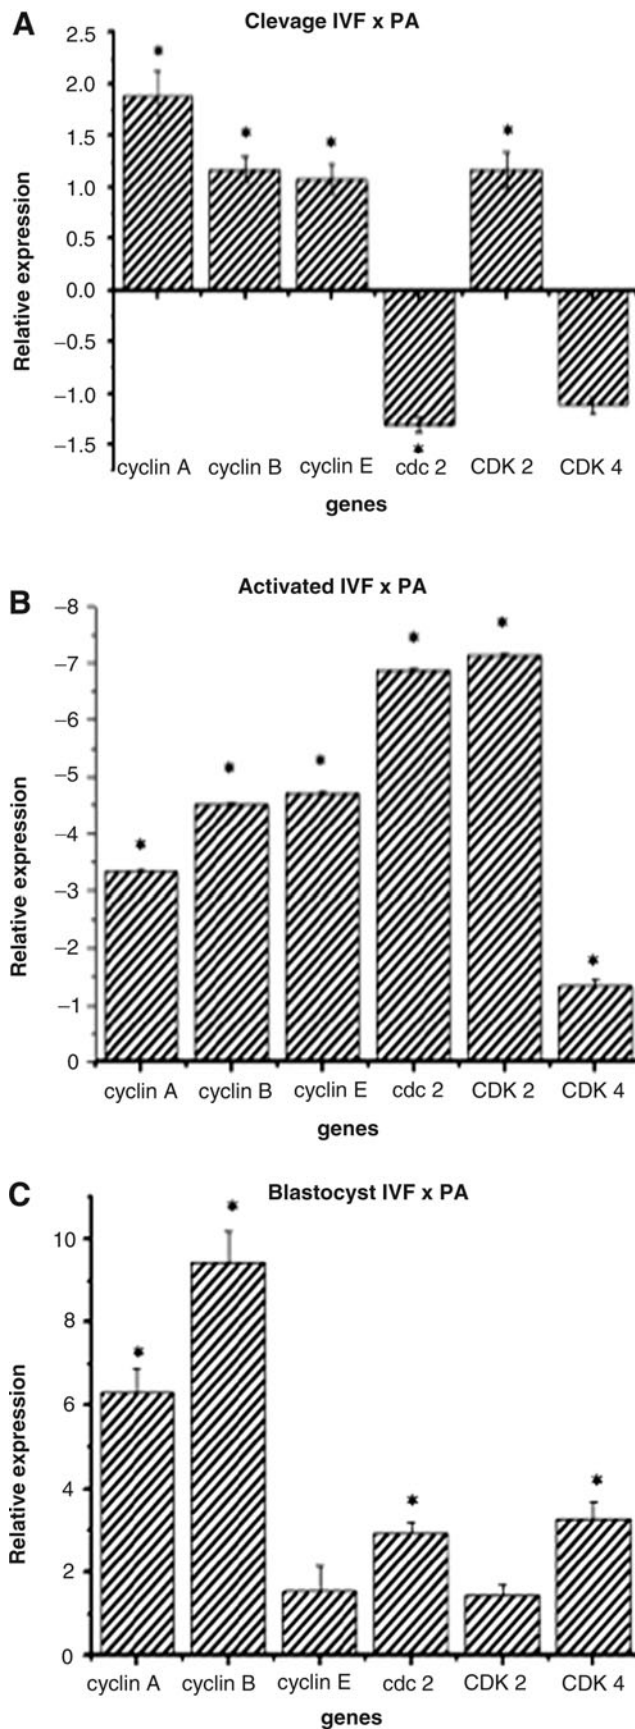 A
Clevage IVF x PA
2.5
2.0
1.5
1.0
0.5
0.0
−0.5
−1.0
−1.5
Relative expression
cyclin A cyclin B cyclin E cdc 2 CDK 2 CDK 4
genes
B
Activated IVF x PA
−8
−7
−6
−5
−4
−3
−2
−1
0
Relative expression
cyclin A cyclin B cyclin E cdc 2 CDK 2 CDK 4
genes
C
Blastocyst IVF x PA
10
8
6
4
2
0
Relative expression
cyclin A cyclin B cyclin E cdc 2 CDK 2 CDK 4
genes